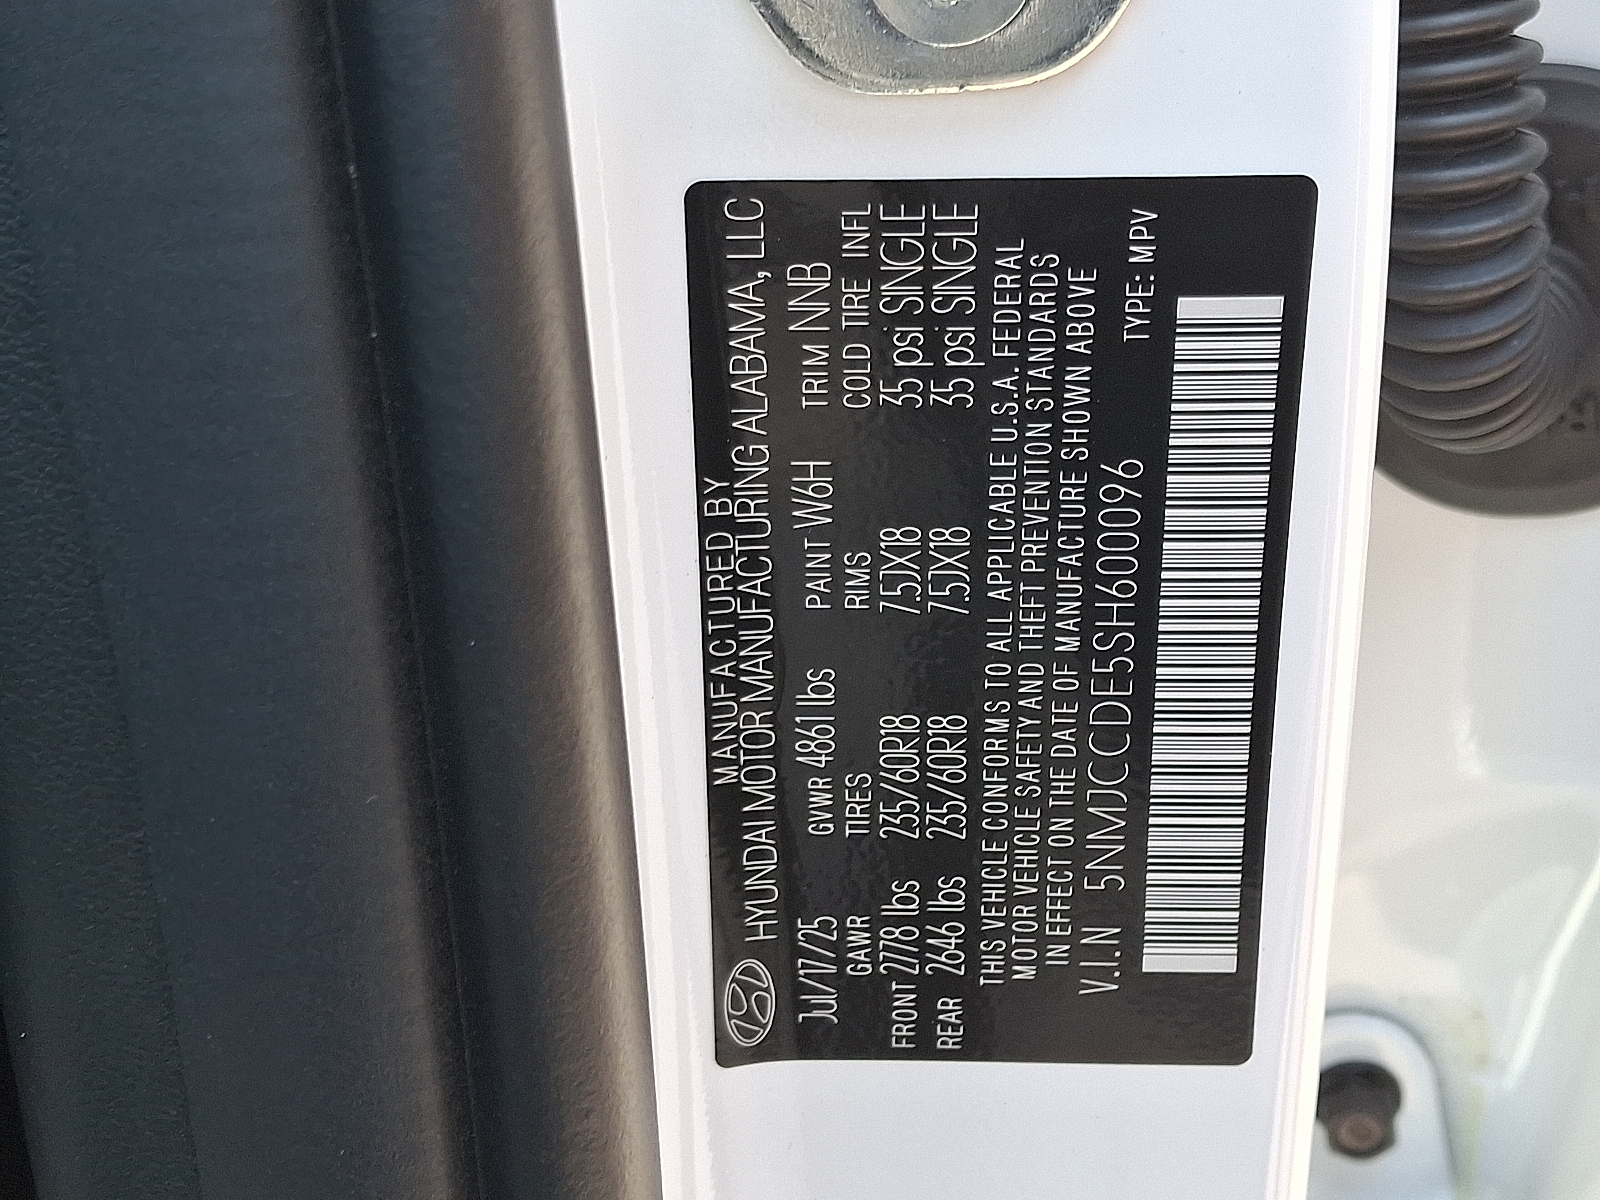 MANUFACTURED BY
HYUNDAI MOTOR MANUFACTURING ALABAMA, LLC
Jul/17/25 GVWR 4861 lbs PAINT W6H TRIM NNB
GAWR TIRES RIMS COLD TIRE INFL
FRONT 2778 lbs 235/60R18 7.5JX18 35 psi SINGLE
REAR 2646 lbs 235/60R18 7.5JX18 35 psi SINGLE
THIS VEHICLE CONFORMS TO ALL APPLICABLE U.S.A. FEDERAL
MOTOR VEHICLE SAFETY AND THEFT PREVENTION STANDARDS
IN EFFECT ON THE DATE OF MANUFACTURE SHOWN ABOVE
V.I.N 5NMJCCDE5SH600096 TYPE: MPV